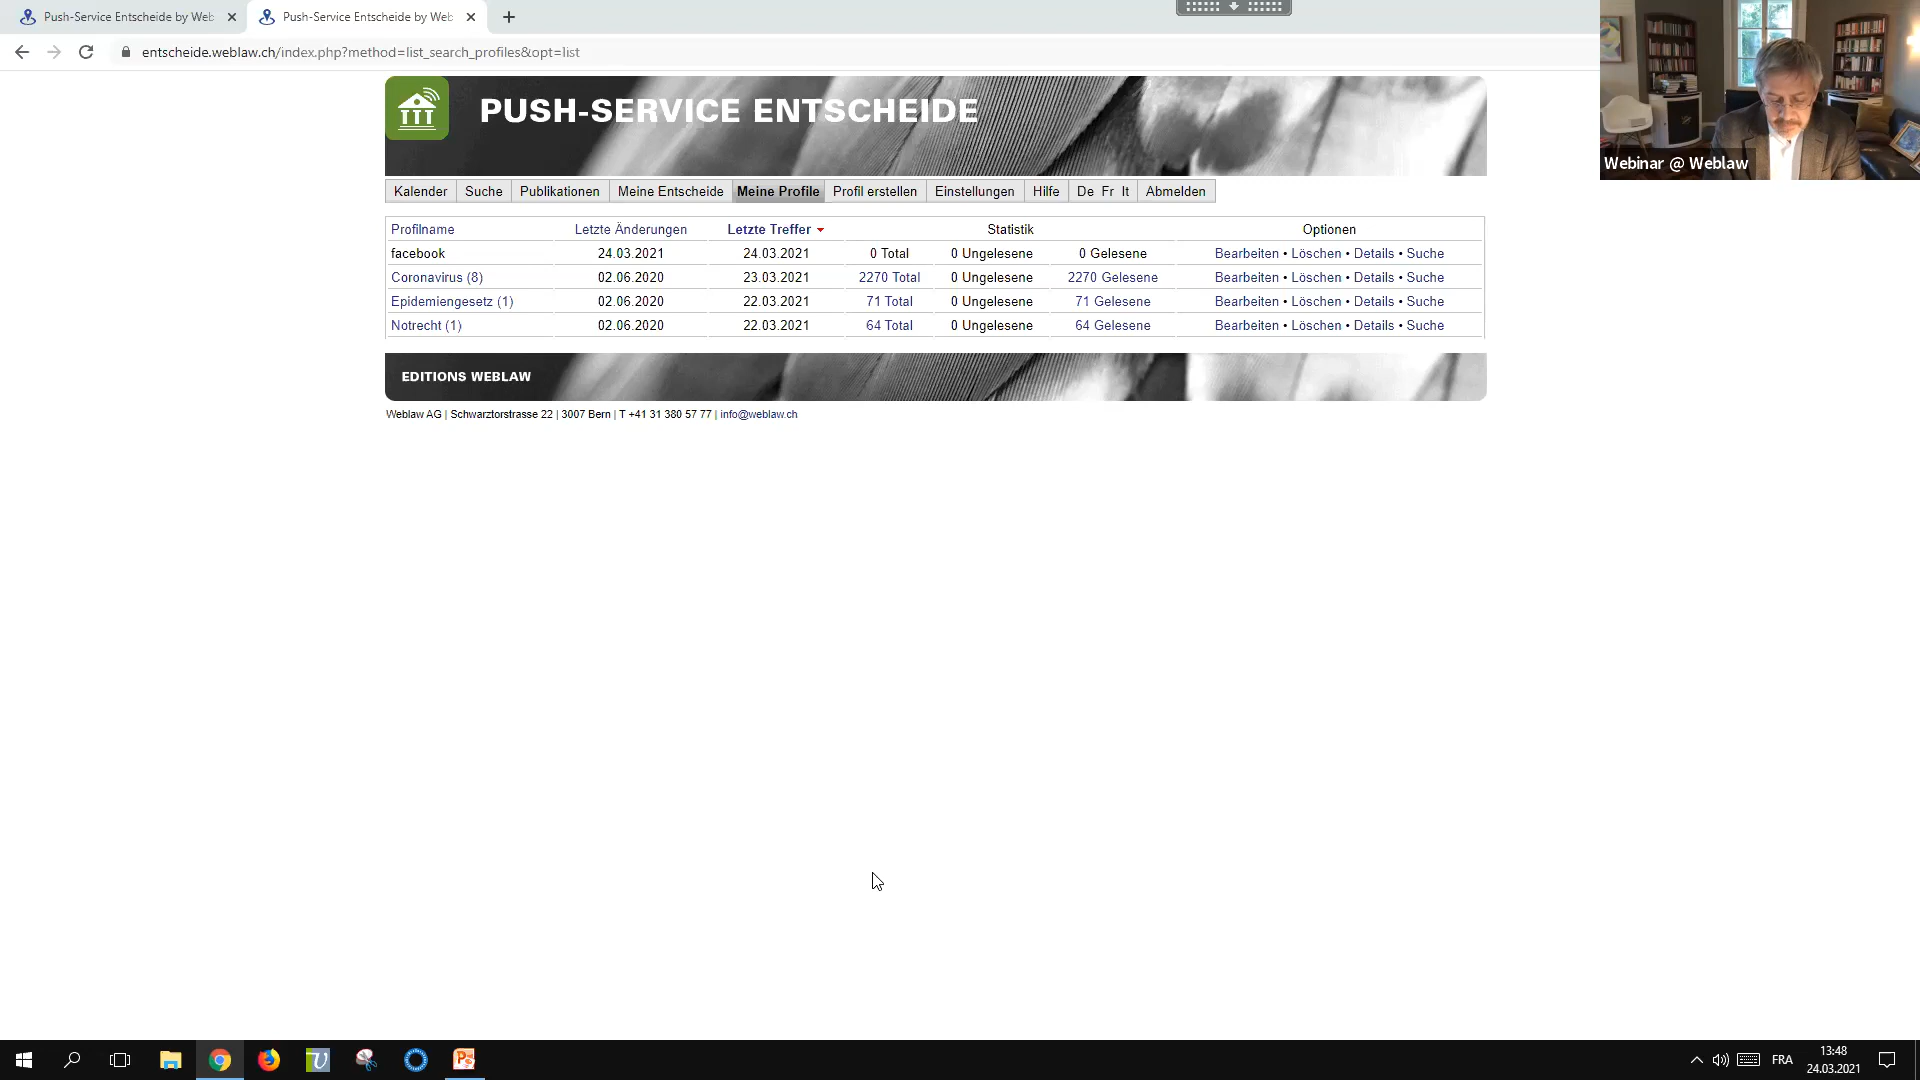 Push-Service Entscheide by Web
Push-Service Entscheide by Web
entscheide.weblaw.ch/index.php?method=list_search_profiles&opt=list
PUSH-SERVICE ENTSCHEIDE
Webinar @ Weblaw
Kalender Suche Publikationen Meine Entscheide Meine Profile Profil erstellen Einstellungen Hilfe De Fr It Abmelden
Profilname Letzte Änderungen Letzte Treffer Statistik Optionen
facebook 24.03.2021 24.03.2021 0 Total 0 Ungelesene 0 Gelesene Bearbeiten • Löschen • Details • Suche
Coronavirus (8) 02.06.2020 23.03.2021 2270 Total 0 Ungelesene 2270 Gelesene Bearbeiten • Löschen • Details • Suche
Epidemiengesetz (1) 02.06.2020 22.03.2021 71 Total 0 Ungelesene 71 Gelesene Bearbeiten • Löschen • Details • Suche
Notrecht (1) 02.06.2020 22.03.2021 64 Total 0 Ungelesene 64 Gelesene Bearbeiten • Löschen • Details • Suche
EDITIONS WEBLAW
Weblaw AG | Schwarztorstrasse 22 | 3007 Bern | T +41 31 380 57 77 | info@weblaw.ch
FRA
13:48
24.03.2021